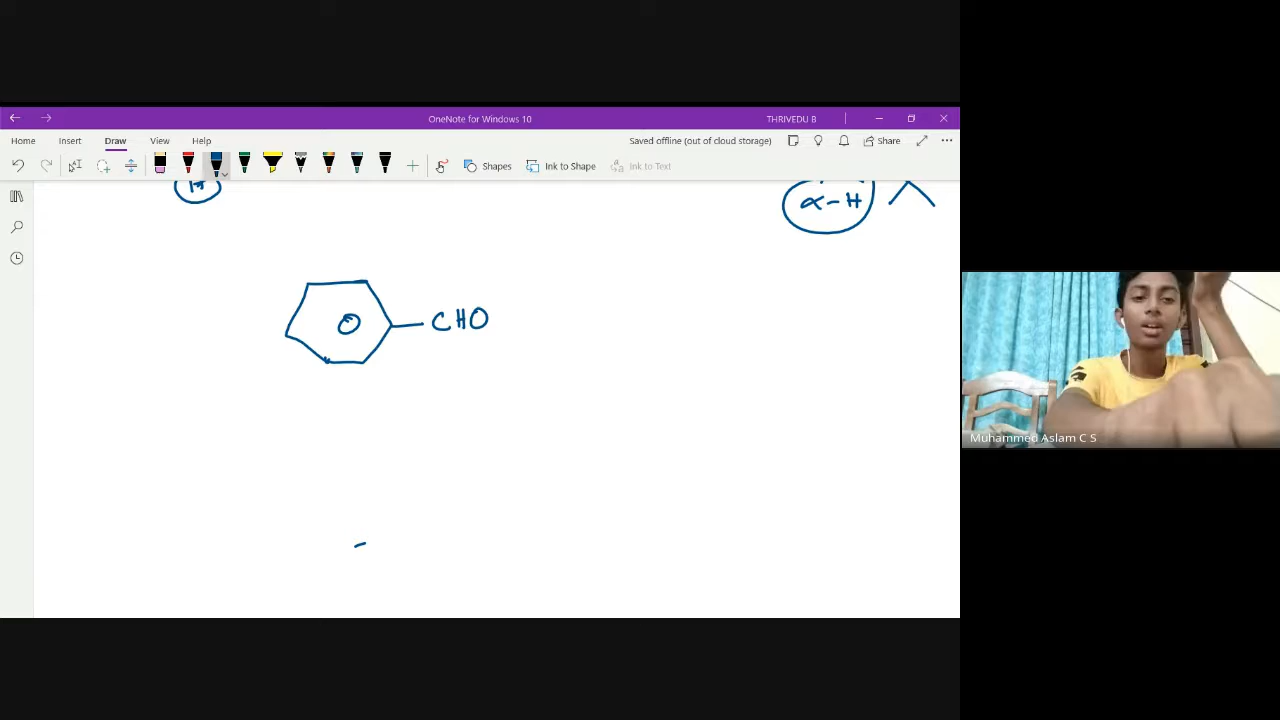 OneNote for Windows 10
THRIVEDU B
Home Insert Draw View Help
Saved offline (out of cloud storage)
Share
Shapes
Ink to Shape
Ink to Text
α-H
CHO
Muhammed Aslam C S